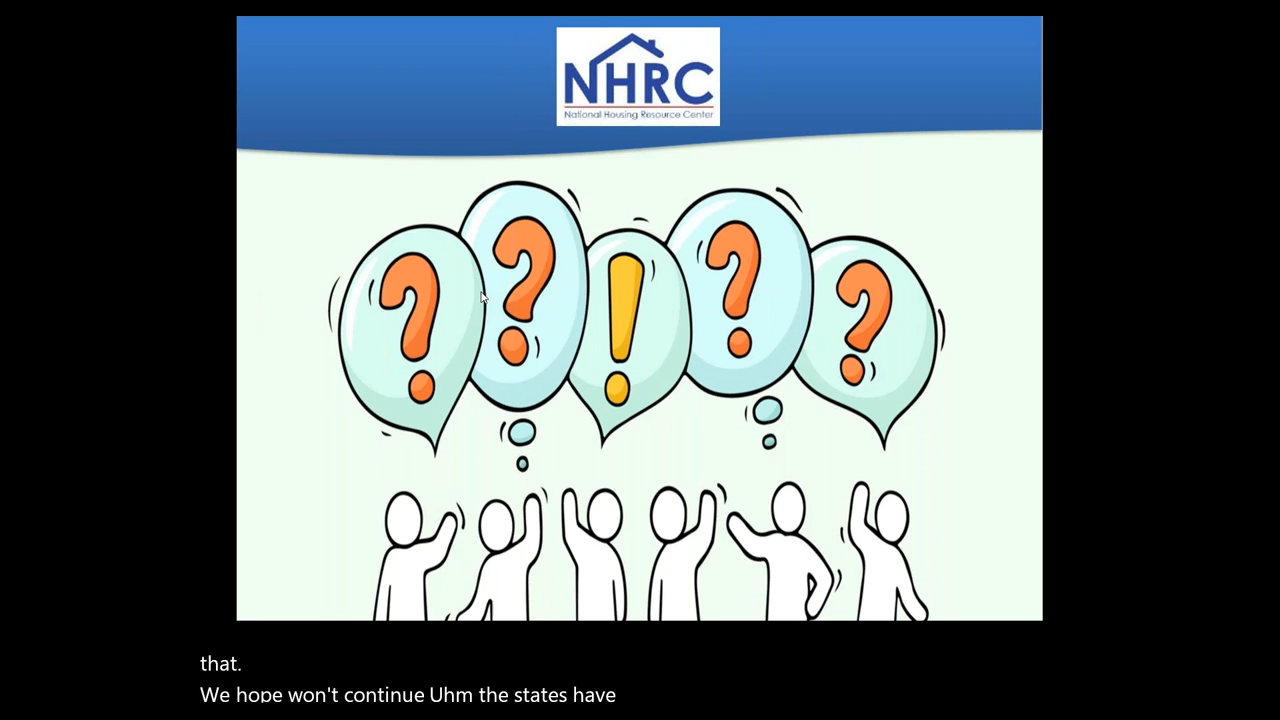 NHRC
National Housing Resource Center
? ? ! ? ?
that.
We hope won't continue Uhm the states have